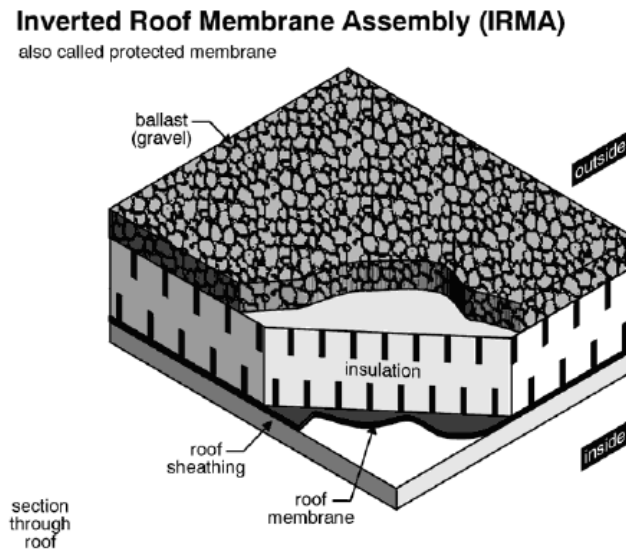 Inverted Roof Membrane Assembly (IRMA)
also called protected membrane
ballast
(gravel)
outside
insulation
roof
sheathing
roof
membrane
inside
section
through
roof